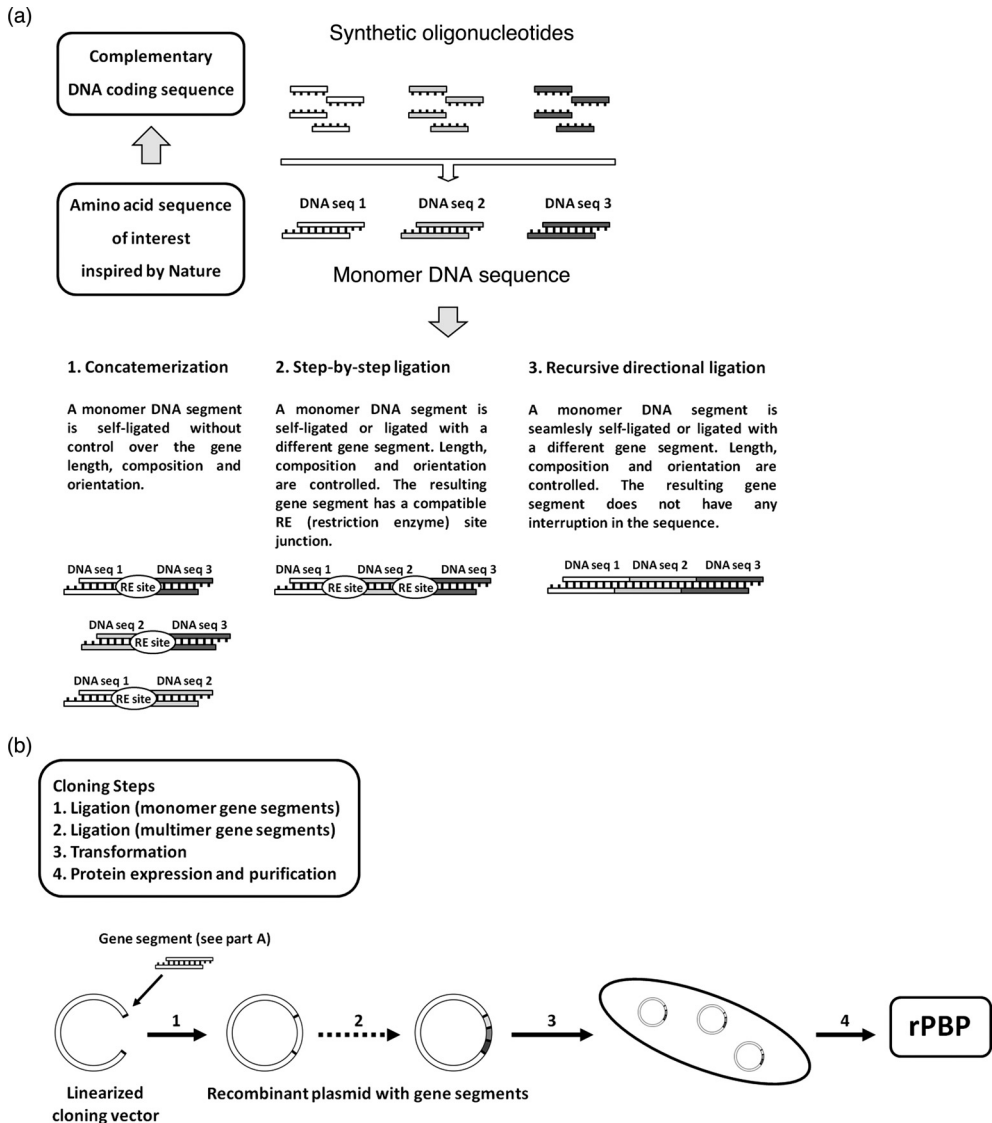 (a)
Complementary
DNA coding sequence
Amino acid sequence
of interest
inspired by Nature
Synthetic oligonucleotides
DNA seq 1
DNA seq 2
DNA seq 3
Monomer DNA sequence
1. Concatemerization
A monomer DNA segment
is self-ligated without
control over the gene
length, composition and
orientation.
DNA seq 1
DNA seq 3
RE site
DNA seq 2
DNA seq 3
RE site
DNA seq 1
DNA seq 2
RE site
2. Step-by-step ligation
A monomer DNA segment is
self-ligated or ligated with a
different gene segment. Length,
composition and orientation
are controlled. The resulting
gene segment has a compatible
RE (restriction enzyme) site
junction.
DNA seq 1
DNA seq 2
DNA seq 3
RE site
RE site
3. Recursive directional ligation
A monomer DNA segment is
seamlesly self-ligated or ligated with
a different gene segment. Length,
composition and orientation are
controlled. The resulting gene
segment does not have any
interruption in the sequence.
DNA seq 1
DNA seq 2
DNA seq 3
(b)
Cloning Steps
1. Ligation (monomer gene segments)
2. Ligation (multimer gene segments)
3. Transformation
4. Protein expression and purification
Gene segment (see part A)
1
2
3
4
rPBP
Linearized
cloning vector
Recombinant plasmid with gene segments